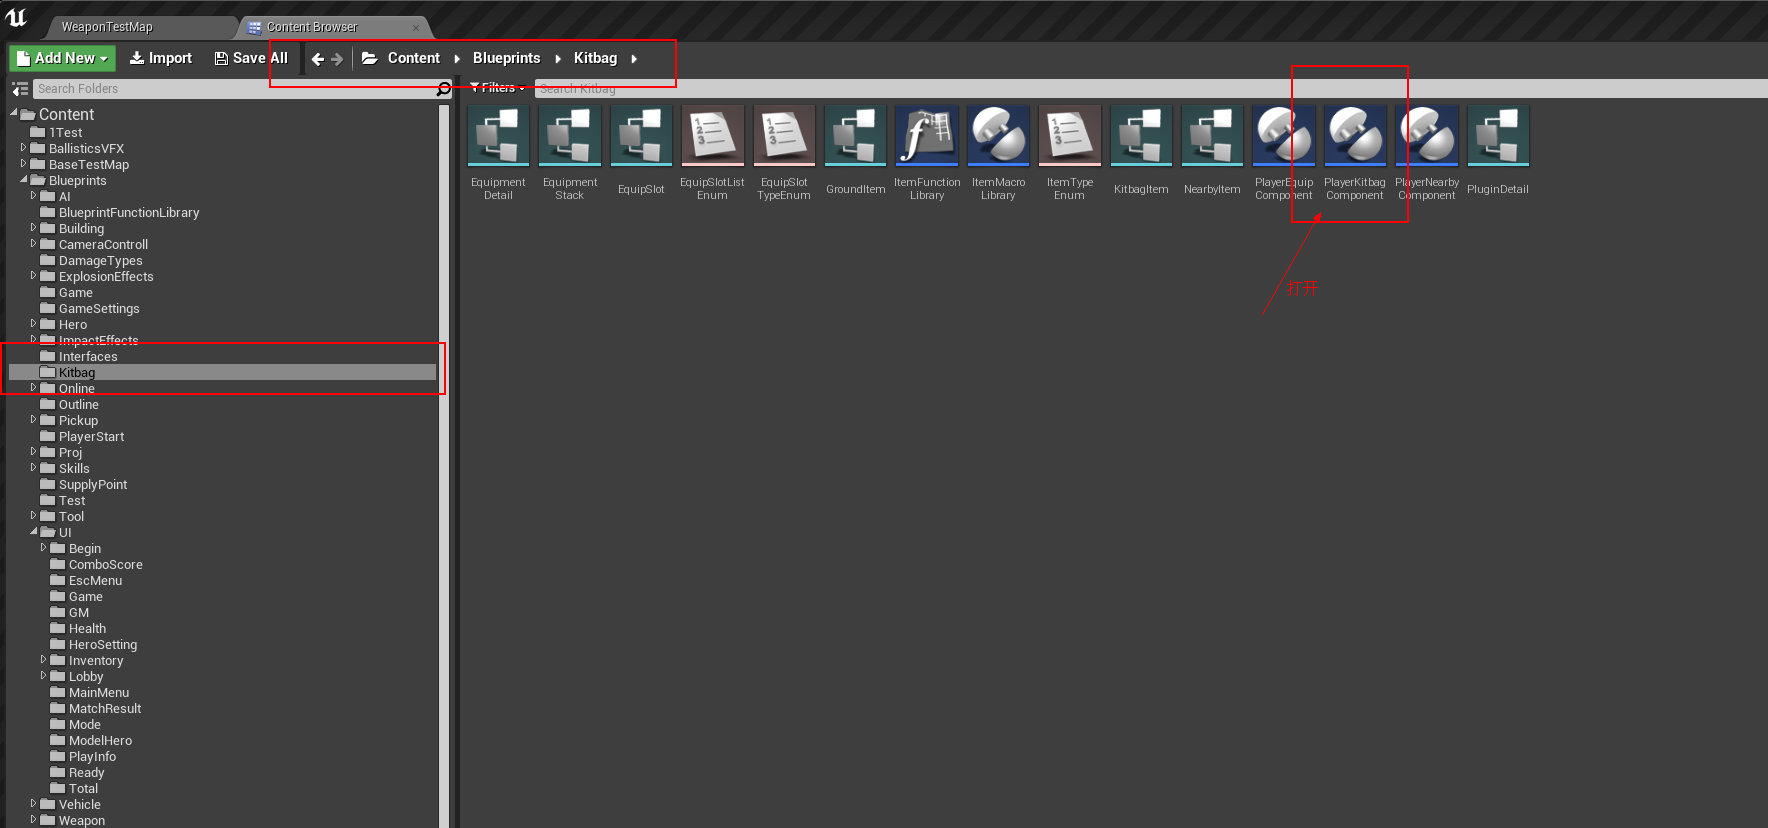 WeaponTestMap
Content Browser
Add New
Import
Save All
Content
Blueprints
Kitbag
Search Folders
Filters
Search Kitbag
Content
1Test
BallisticsVFX
BaseTestMap
Blueprints
AI
BlueprintFunctionLibrary
Building
CameraControll
DamageTypes
ExplosionEffects
Game
GameSettings
Hero
ImpactEffects
Interfaces
Kitbag
Online
Outline
Pickup
PlayerStart
Proj
Skills
SupplyPoint
Test
Tool
UI
Begin
ComboScore
EscMenu
Game
GM
Health
HeroSetting
Inventory
Lobby
MainMenu
MatchResult
Mode
ModelHero
PlayInfo
Ready
Total
Vehicle
Weapon
Equipment
Detail
Equipment
Stack
EquipSlot
EquipSlotList
Enum
EquipSlot
TypeEnum
GroundItem
ItemFunction
Library
ItemMacro
Library
ItemType
Enum
KitbagItem
NearbyItem
PlayerEquip
Component
PlayerKitbag
Component
PlayerNearby
Component
PluginDetail
打开